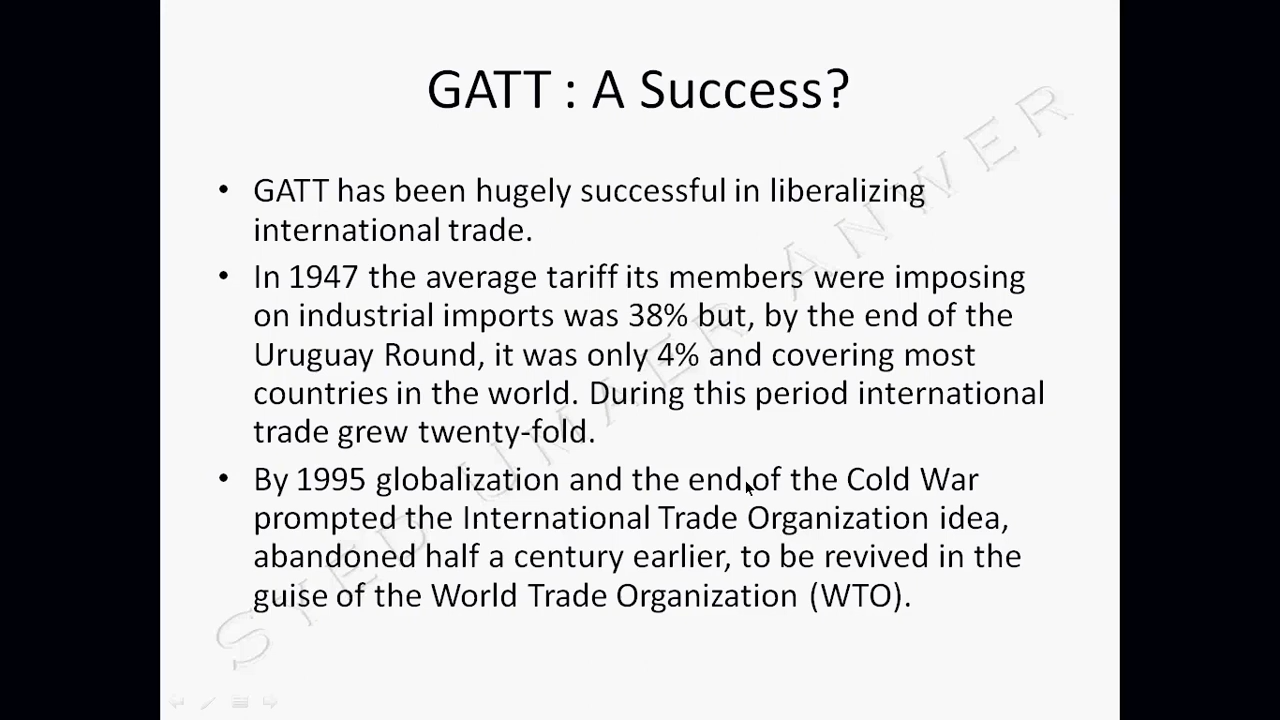 GATT : A Success?
• GATT has been hugely successful in liberalizing
international trade.
• In 1947 the average tariff its members were imposing
on industrial imports was 38% but, by the end of the
Uruguay Round, it was only 4% and covering most
countries in the world. During this period international
trade grew twenty-fold.
• By 1995 globalization and the end of the Cold War
prompted the International Trade Organization idea,
abandoned half a century earlier, to be revived in the
guise of the World Trade Organization (WTO).
SYED UMAER ANWER